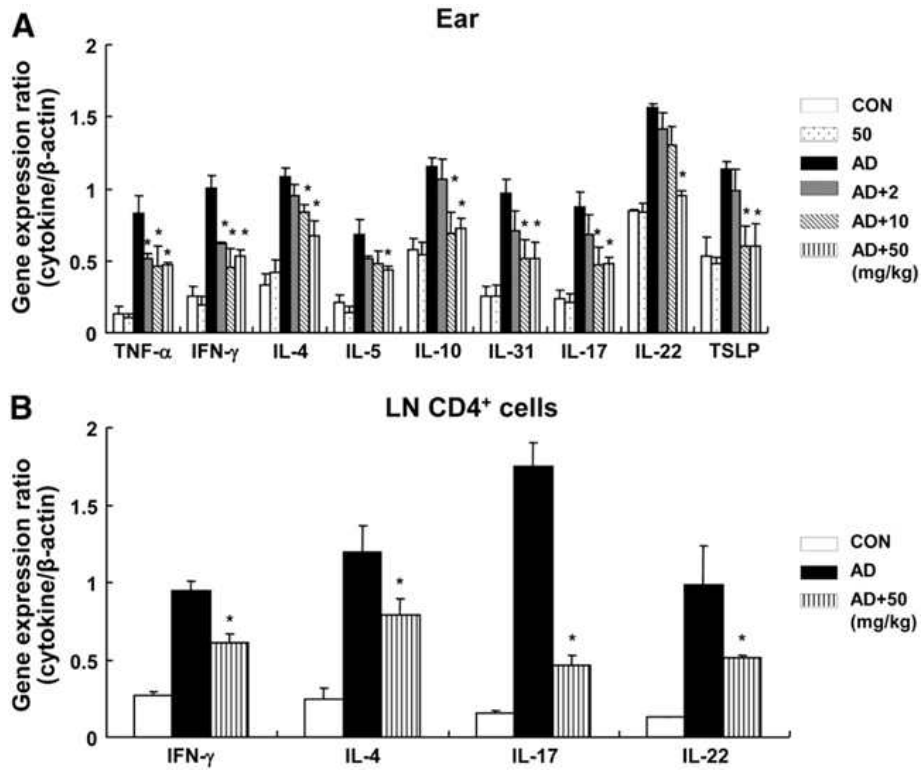 A
Ear
Gene expression ratio
(cytokine/β-actin)
2
1.5
1
0.5
0
* * *
* * *
* *
*
* *
* *
* *
*
* *
TNF-α IFN-γ IL-4 IL-5 IL-10 IL-31 IL-17 IL-22 TSLP
CON
50
AD
AD+2
AD+10
AD+50
(mg/kg)
B
LN CD4⁺ cells
Gene expression ratio
(cytokine/β-actin)
2
1.5
1
0.5
0
* * * *
IFN-γ IL-4 IL-17 IL-22
CON
AD
AD+50
(mg/kg)